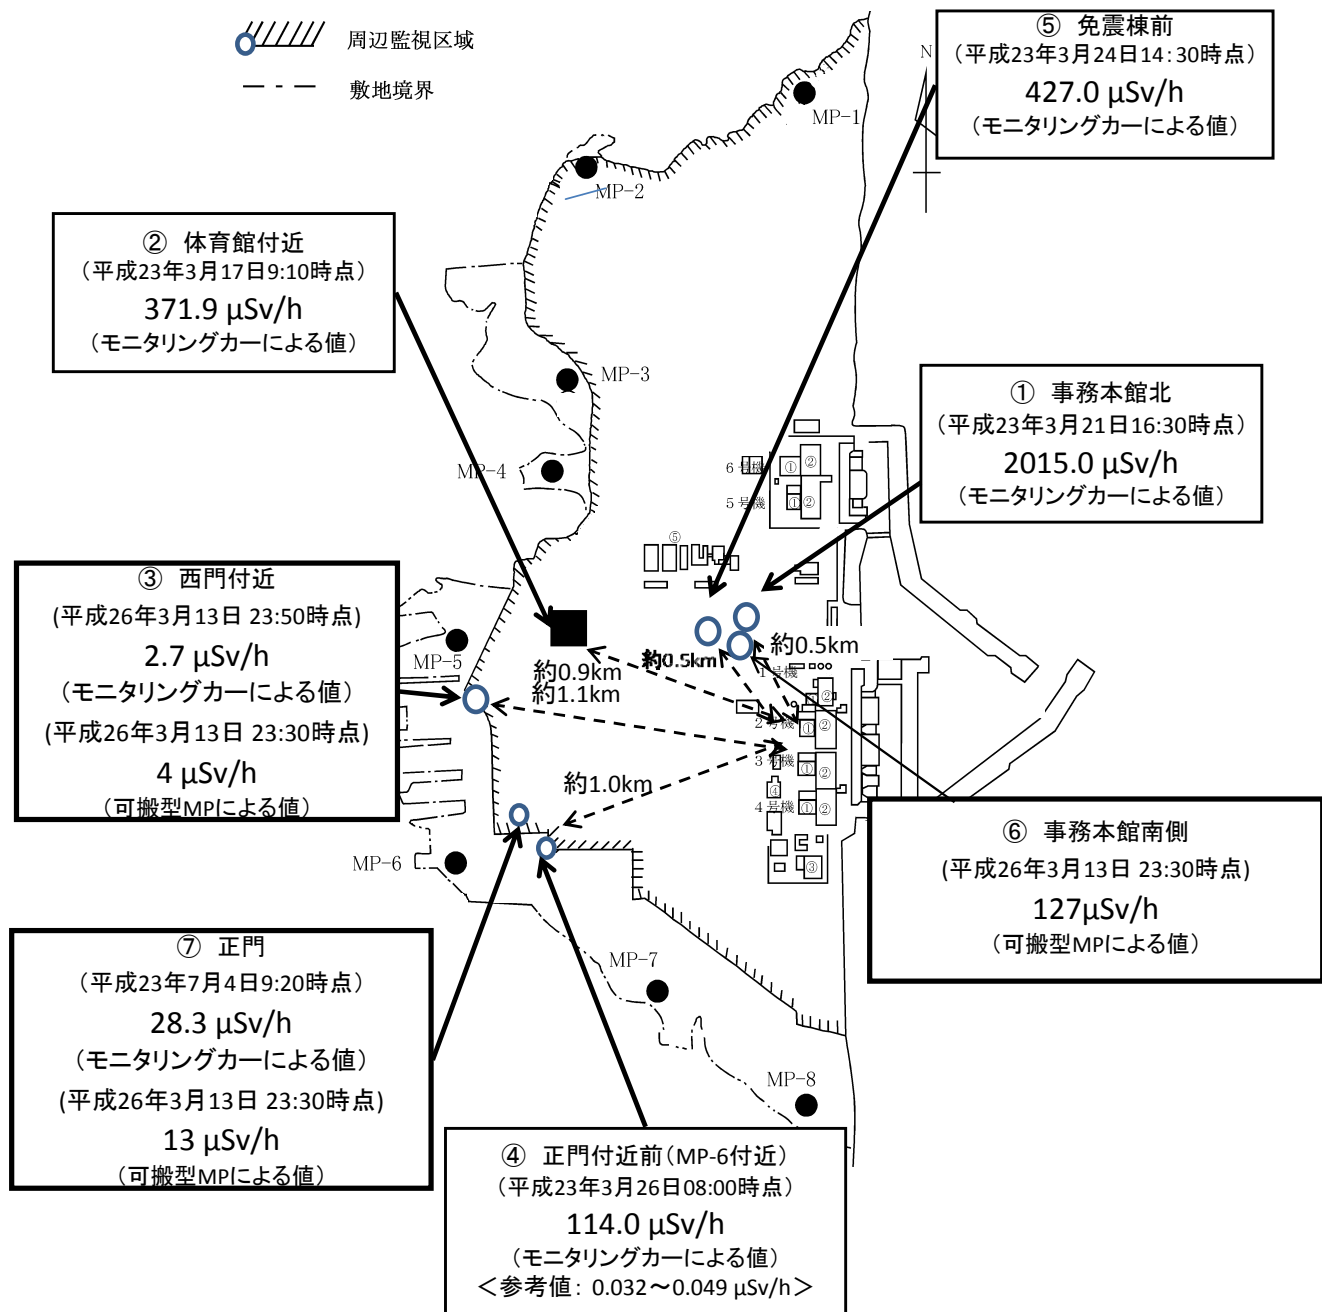 周辺監視区域
敷地境界
⑤ 免震棟前
(平成23年3月24日14:30時点)
427.0 μSv/h
(モニタリングカーによる値)
N
MP-1
MP-2
② 体育館付近
(平成23年3月17日9:10時点)
371.9 μSv/h
(モニタリングカーによる値)
MP-3
MP-4
① 事務本館北
(平成23年3月21日16:30時点)
2015.0 μSv/h
(モニタリングカーによる値)
6号機
① ②
5号機
① ②
⑤
③ 西門付近
(平成26年3月13日 23:50時点)
2.7 μSv/h
(モニタリングカーによる値)
(平成26年3月13日 23:30時点)
4 μSv/h
(可搬型MPによる値)
MP-5
約0.9km
約1.1km
約0.5km
約0.5km
1号機
②
2号機
① ②
3号機
① ②
④
4号機
① ②
③
約1.0km
MP-6
⑥ 事務本館南側
(平成26年3月13日 23:30時点)
127μSv/h
(可搬型MPによる値)
⑦ 正門
(平成23年7月4日9:20時点)
28.3 μSv/h
(モニタリングカーによる値)
(平成26年3月13日 23:30時点)
13 μSv/h
(可搬型MPによる値)
MP-7
MP-8
④ 正門付近前(MP-6付近)
(平成23年3月26日08:00時点)
114.0 μSv/h
(モニタリングカーによる値)
＜参考値: 0.032～0.049 μSv/h＞